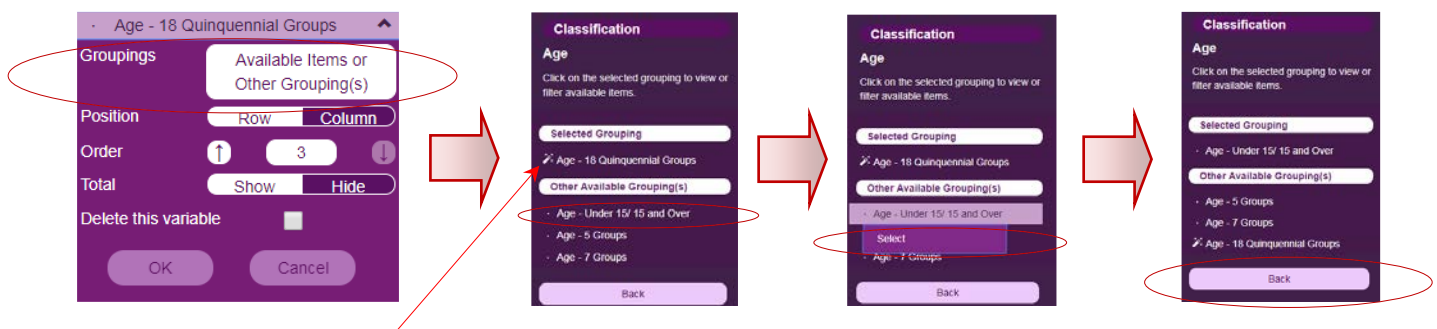 · Age - 18 Quinquennial Groups
Groupings
Available Items or
Other Grouping(s)
Position
Row Column
Order
↑ 3 ↓
Total
Show Hide
Delete this variable
OK Cancel
Classification
Age
Click on the selected grouping to view or
filter available items.
Selected Grouping
Age - 18 Quinquennial Groups
Other Available Grouping(s)
· Age - Under 15/ 15 and Over
· Age - 5 Groups
· Age - 7 Groups
Back
Classification
Age
Click on the selected grouping to view or
filter available items.
Selected Grouping
Age - 18 Quinquennial Groups
Other Available Grouping(s)
· Age - Under 15/ 15 and Over
Select
· Age - 7 Groups
Back
Classification
Age
Click on the selected grouping to view or
filter available items.
Selected Grouping
· Age - Under 15/ 15 and Over
Other Available Grouping(s)
· Age - 5 Groups
· Age - 7 Groups
Age - 18 Quinquennial Groups
Back